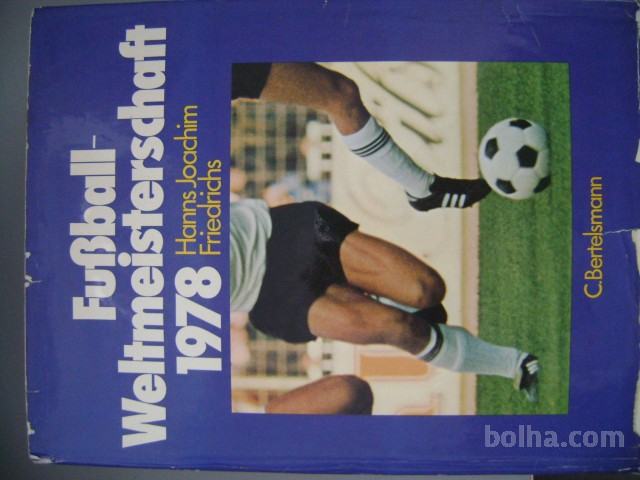 Fußball-
Weltmeisterschaft
1978 Hanns Joachim
Friedrichs
C.Bertelsmann
bolha.com